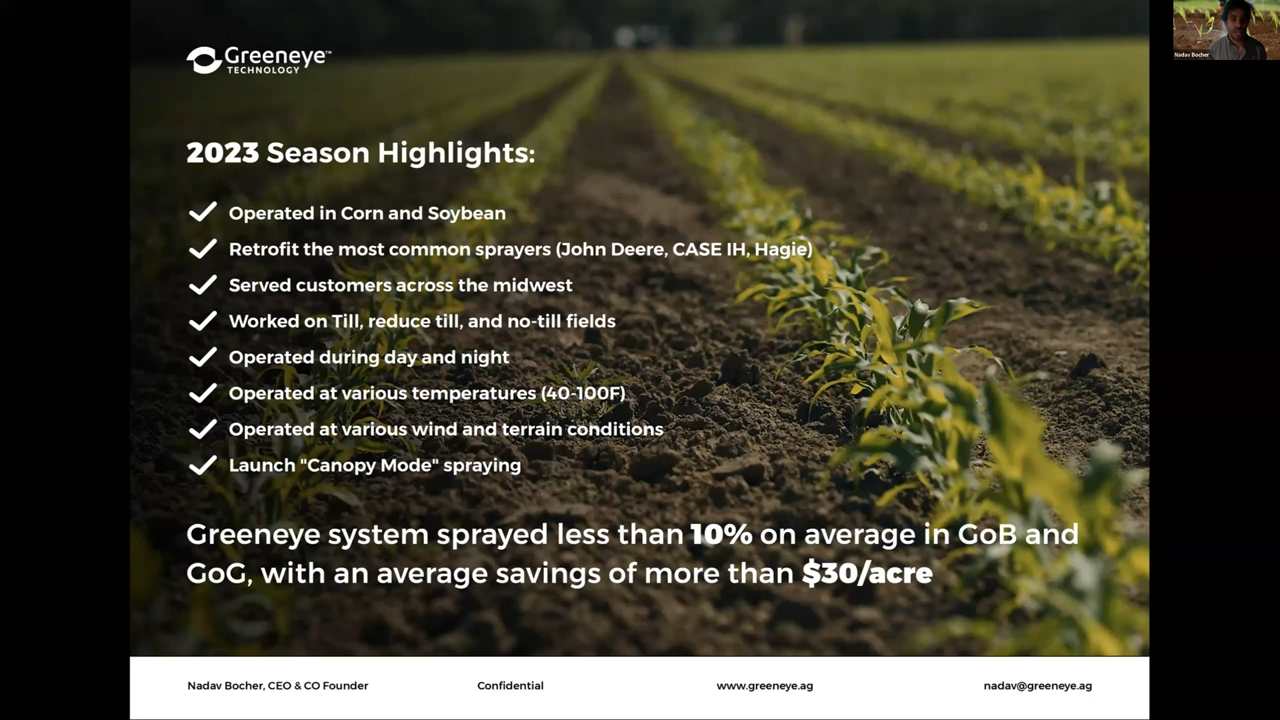 Greeneye™
TECHNOLOGY
Nadav Bocher
2023 Season Highlights:
Operated in Corn and Soybean
Retrofit the most common sprayers (John Deere, CASE IH, Hagie)
Served customers across the midwest
Worked on Till, reduce till, and no-till fields
Operated during day and night
Operated at various temperatures (40-100F)
Operated at various wind and terrain conditions
Launch "Canopy Mode" spraying
Greeneye system sprayed less than 10% on average in GoB and
GoG, with an average savings of more than $30/acre
Nadav Bocher, CEO & CO Founder
Confidential
www.greeneye.ag
nadav@greeneye.ag